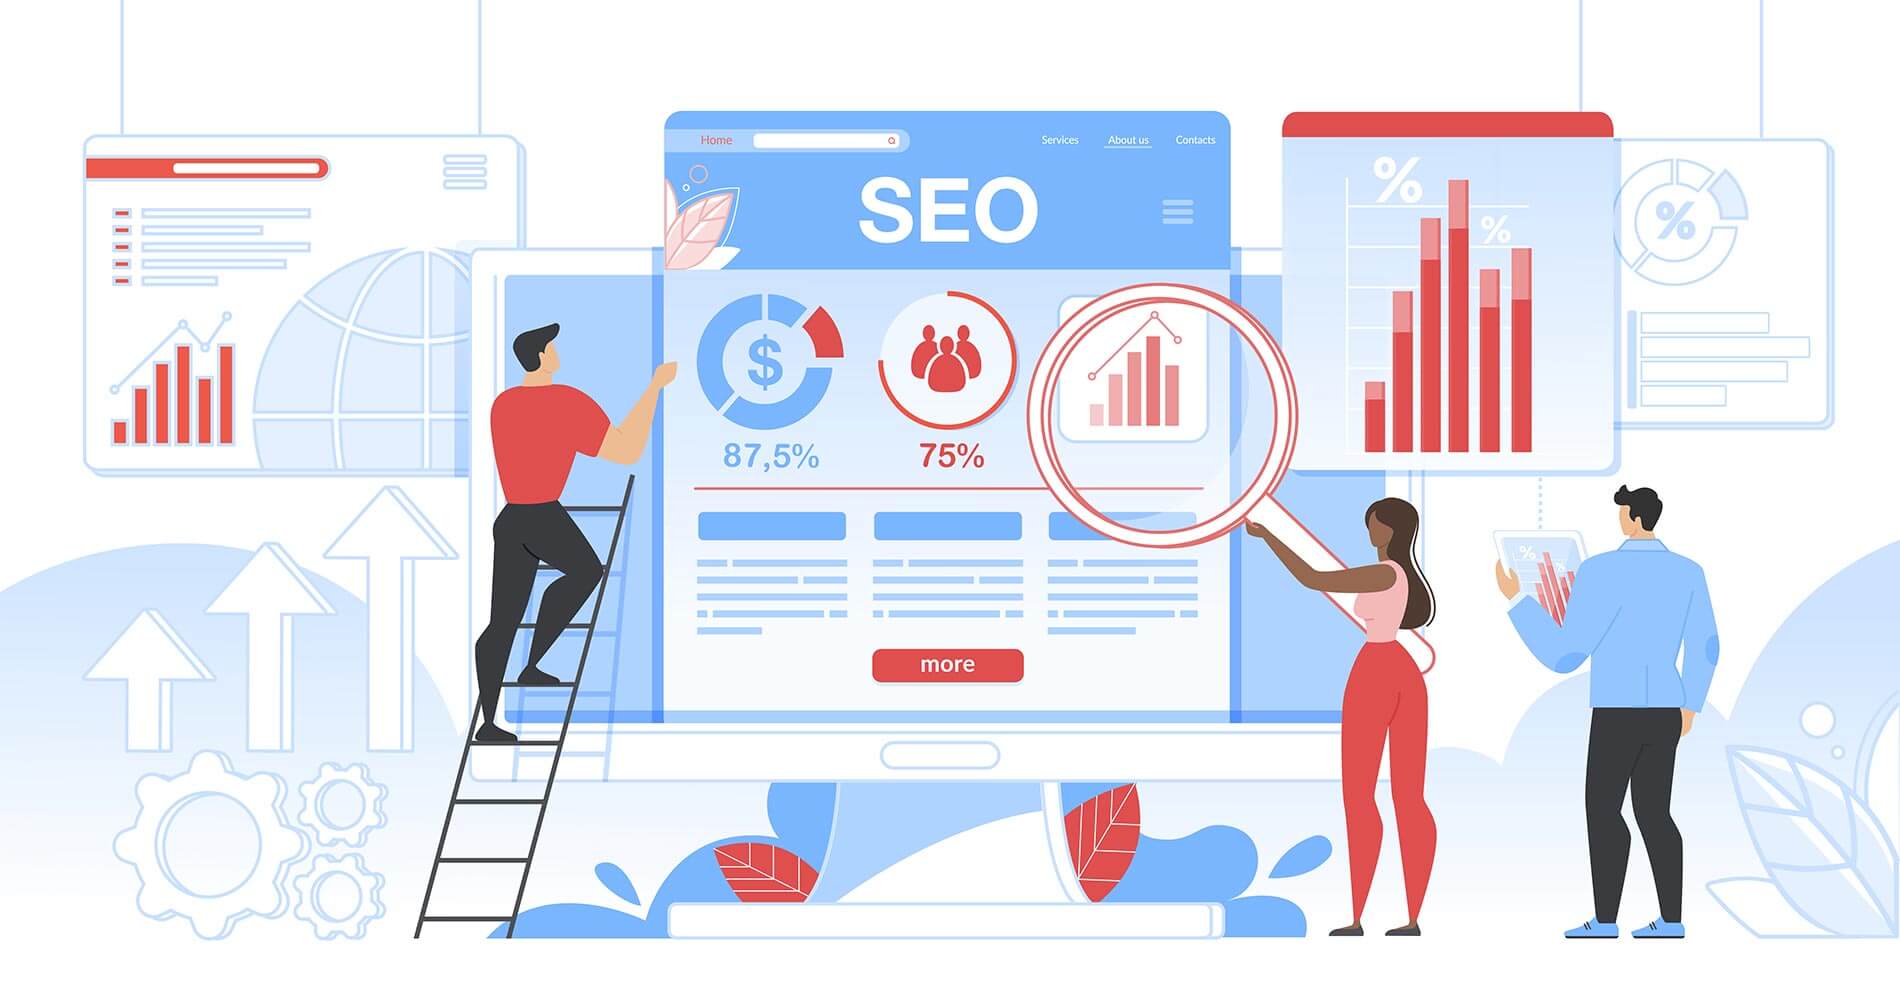 Home
Services
About us
Contacts
SEO
87,5%
75%
more
$
%
%
%
%